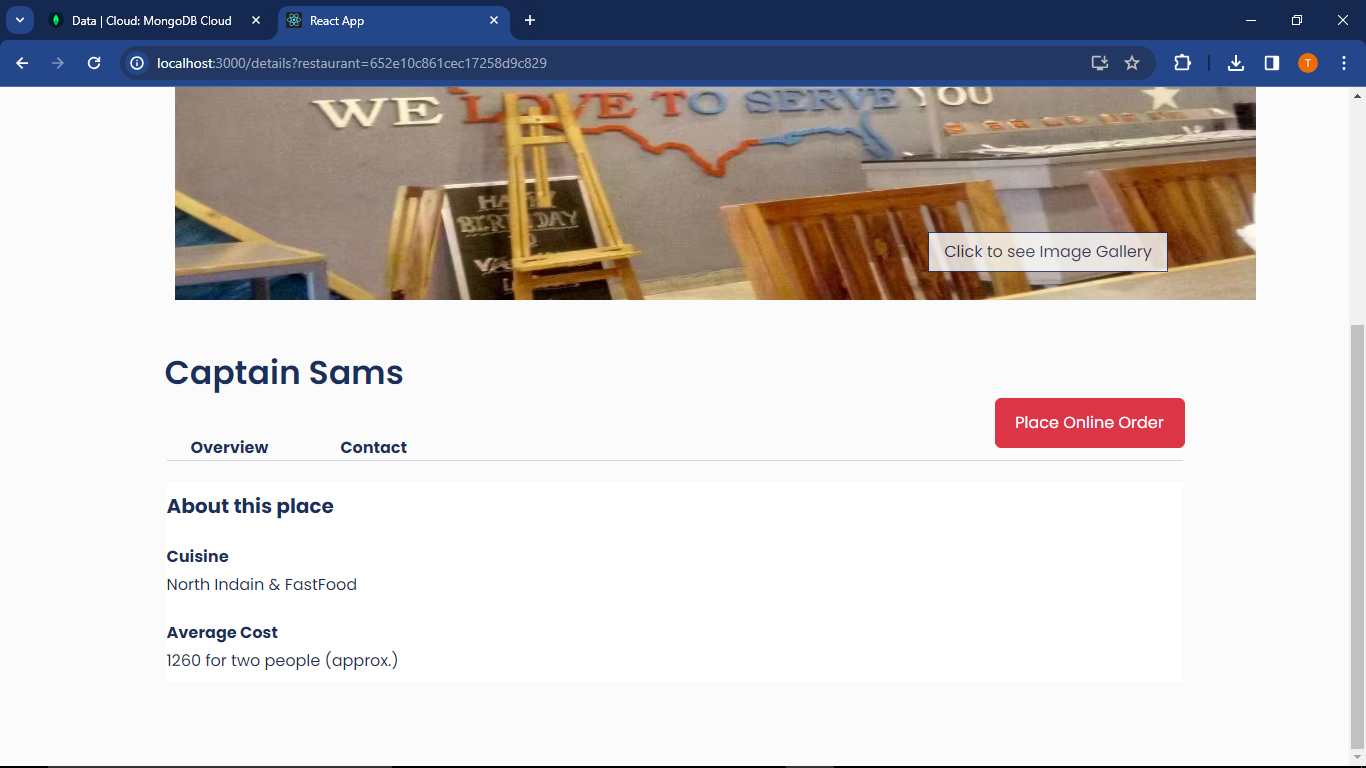 Data | Cloud: MongoDB Cloud
React App
localhost:3000/details?restaurant=652e10c861cec17258d9c829
T
WE LOVE TO SERVE YOU
HAPPY
BIRTHDAY
Click to see Image Gallery
Captain Sams
Place Online Order
Overview Contact
About this place
Cuisine
North Indain & FastFood
Average Cost
1260 for two people (approx.)